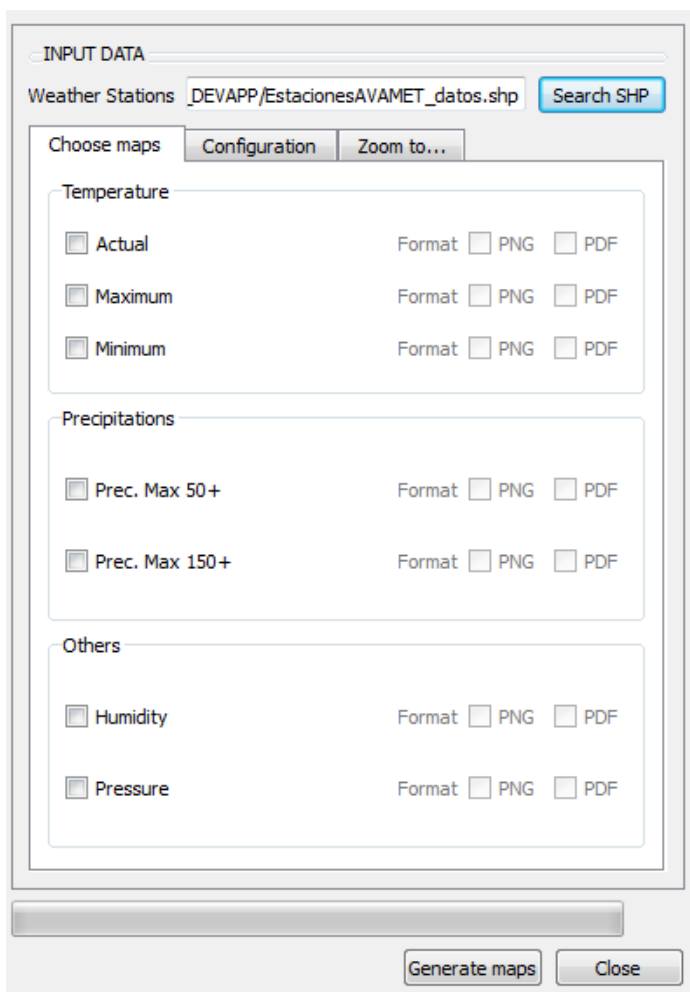 INPUT DATA
Weather Stations _DEVAPP/EstacionesAVAMET_datos.shp Search SHP
Choose maps Configuration Zoom to...
Temperature
Actual Format PNG PDF
Maximum Format PNG PDF
Minimum Format PNG PDF
Precipitations
Prec. Max 50+ Format PNG PDF
Prec. Max 150+ Format PNG PDF
Others
Humidity Format PNG PDF
Pressure Format PNG PDF
Generate maps Close